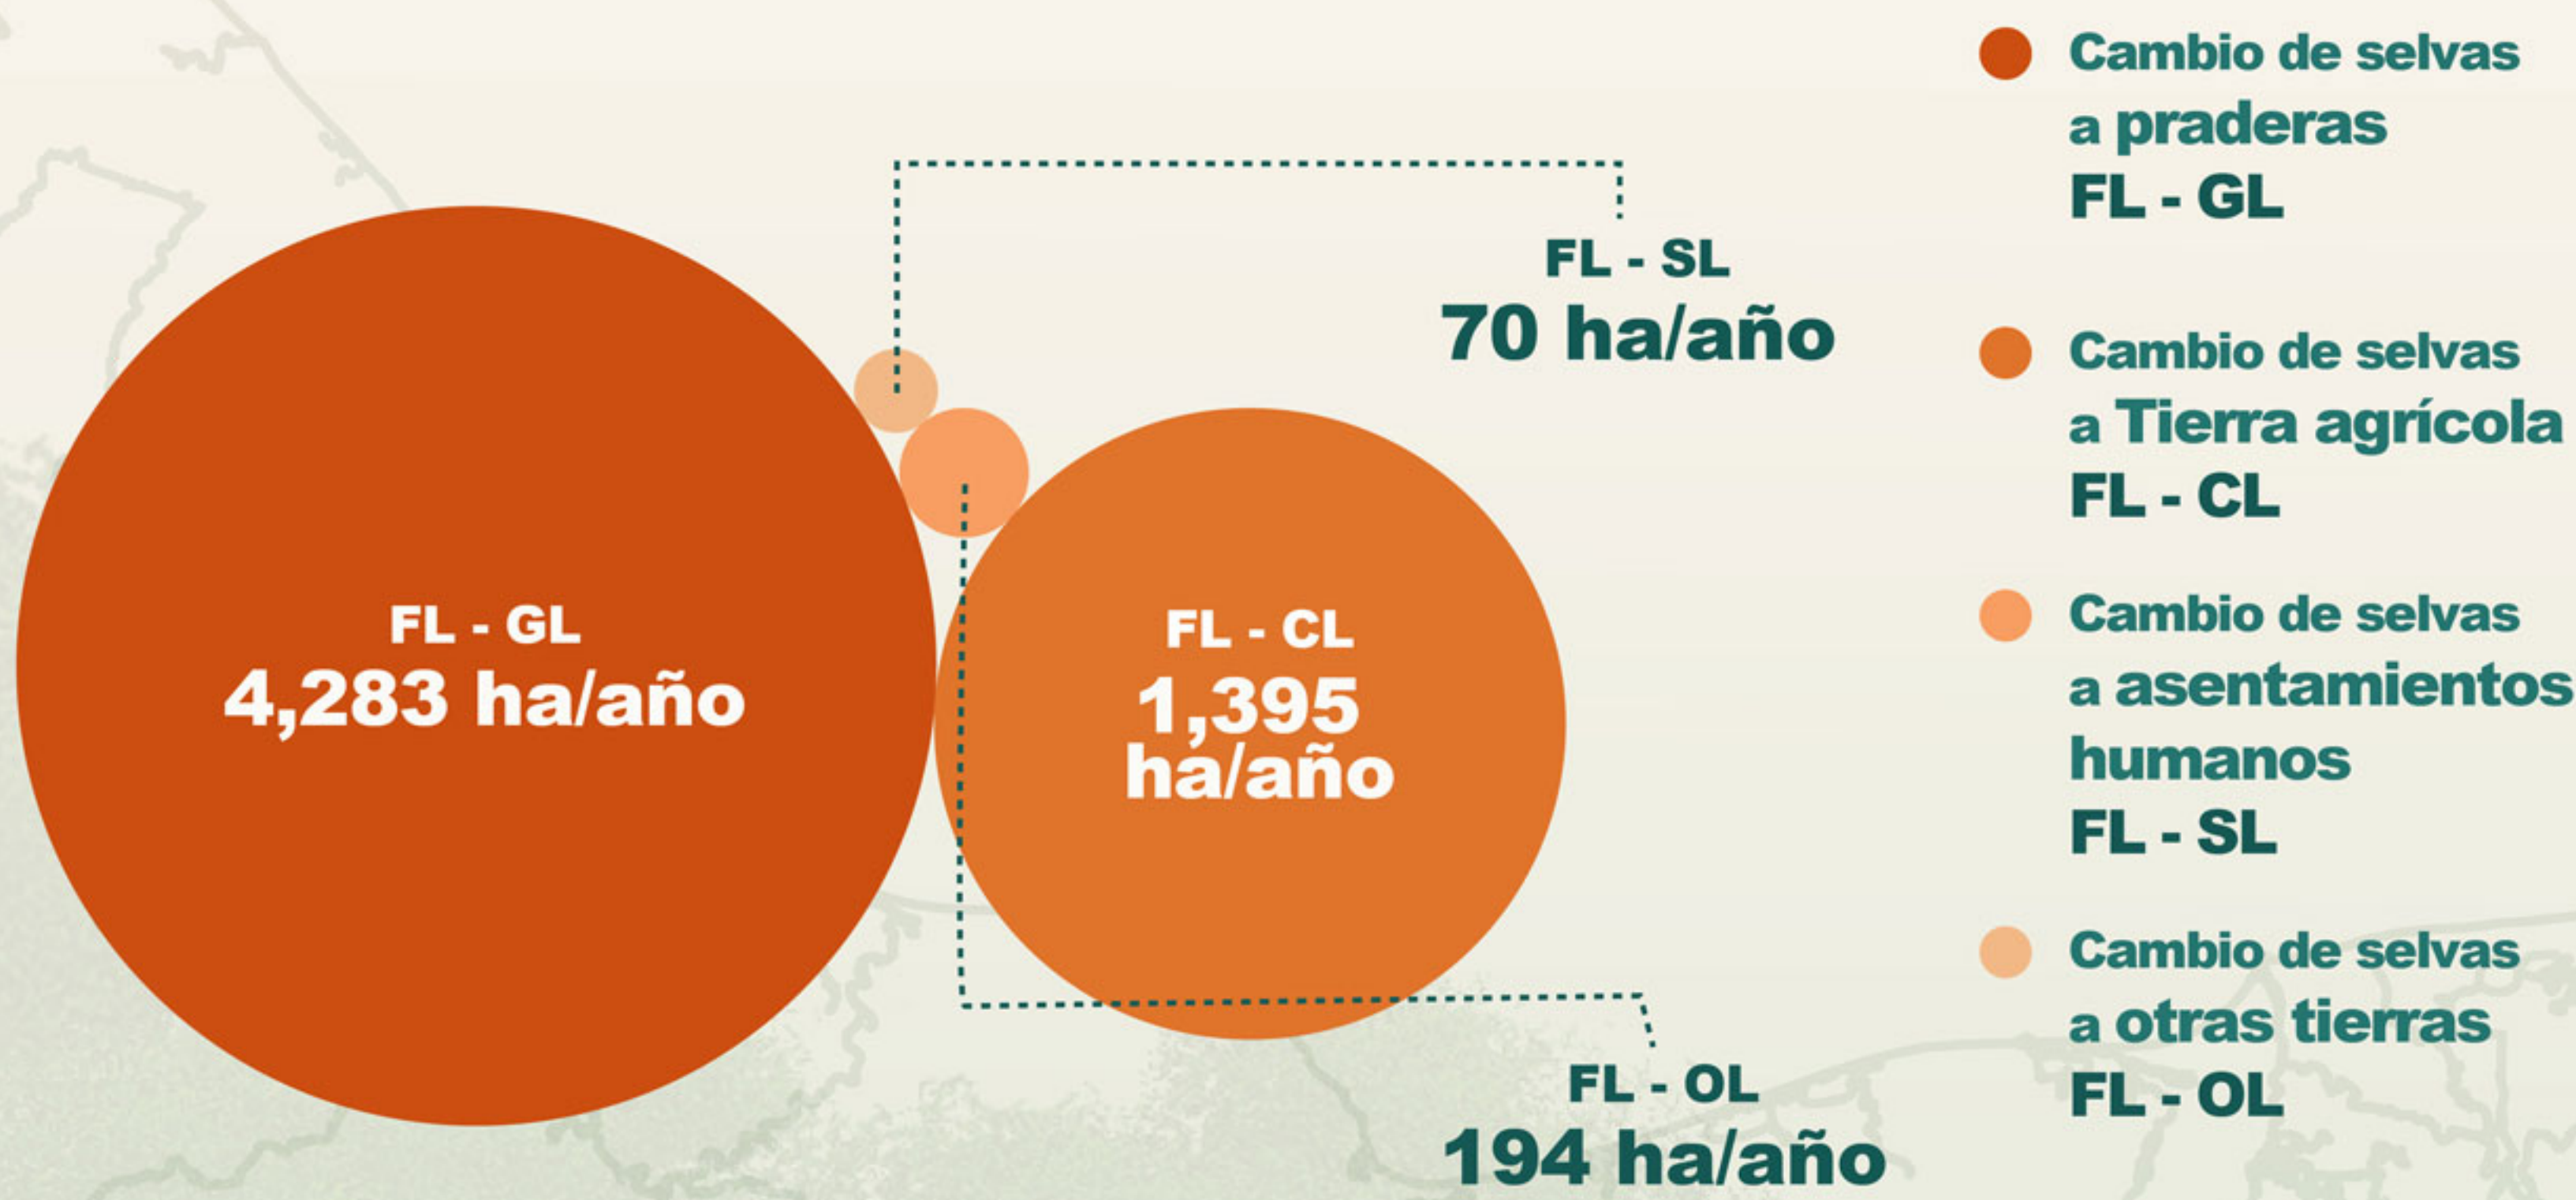 FL - SL
70 ha/año
FL - GL
4,283 ha/año
FL - CL
1,395
ha/año
FL - OL
194 ha/año
Cambio de selvas
a praderas
FL - GL
Cambio de selvas
a Tierra agrícola
FL - CL
Cambio de selvas
a asentamientos
humanos
FL - SL
Cambio de selvas
a otras tierras
FL - OL